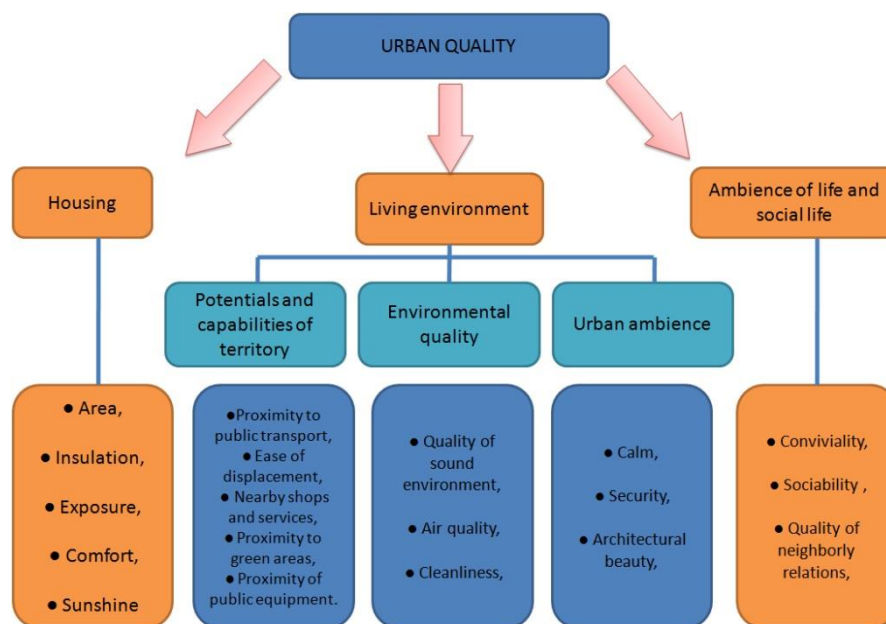 URBAN QUALITY
Housing
Living environment
Ambience of life and
social life
Potentials and
capabilities of
territory
Environmental
quality
Urban ambience
● Area,
● Insulation,
● Exposure,
● Comfort,
● Sunshine
●Proximity to
public transport,
● Ease of
displacement,
● Nearby shops
and services,
● Proximity to
green areas,
● Proximity of
public equipment.
● Quality of
sound
environment,
● Air quality,
● Cleanliness,
● Calm,
● Security,
● Architectural
beauty,
● Conviviality,
● Sociability ,
● Quality of
neighborly
relations,